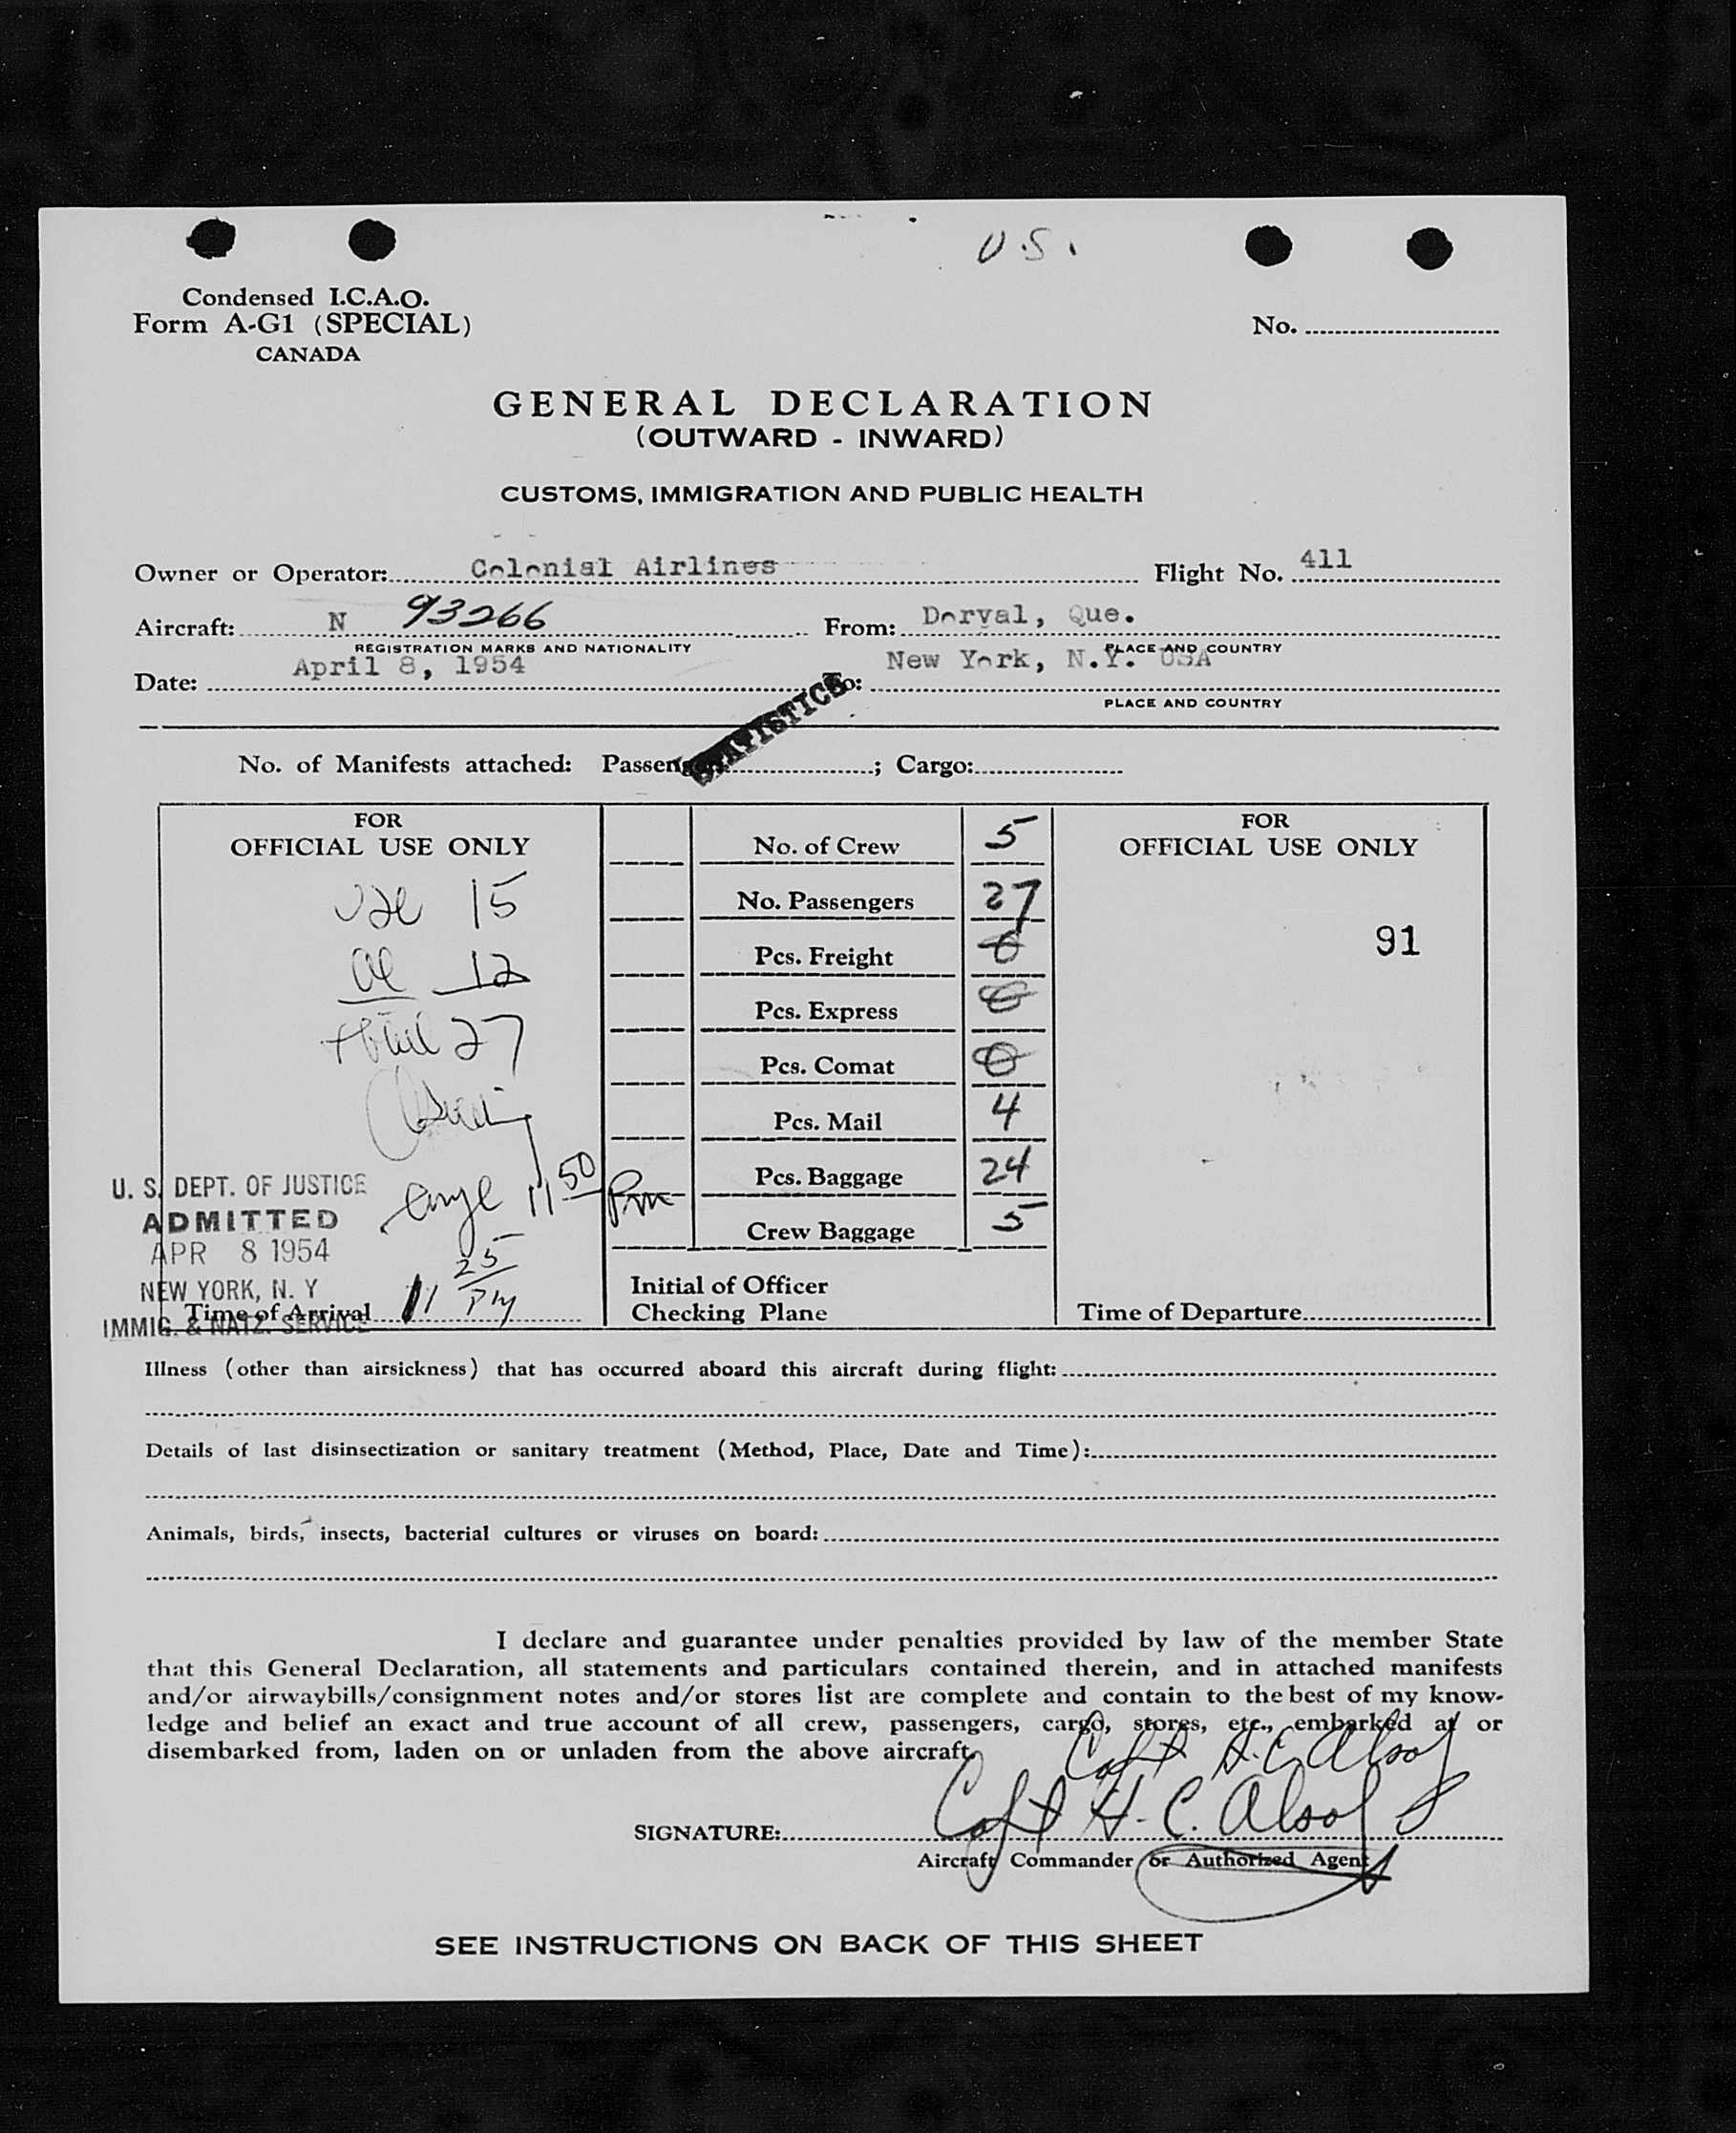 U.S.
Condensed I.C.A.O.
Form A-G1 (SPECIAL)
CANADA
No.
GENERAL DECLARATION
(OUTWARD - INWARD)
CUSTOMS, IMMIGRATION AND PUBLIC HEALTH
Owner or Operator: Colonial Airlines Flight No. 411
Aircraft: N 93266 From: Dorval, Que.
REGISTRATION MARKS AND NATIONALITY PLACE AND COUNTRY
Date: April 8, 1954 To: New York, N.Y. USA
PLACE AND COUNTRY
STATISTICS
No. of Manifests attached: Passenger: ; Cargo:
FOR
OFFICIAL USE ONLY
15
12
27
11 50 Pm
U. S. DEPT. OF JUSTICE
ADMITTED
APR 8 1954
NEW YORK, N. Y
IMMIG. & NATZ. SERVICE
Time of Arrival 11 25 PM
No. of Crew 5
No. Passengers 27
Pcs. Freight 0
Pcs. Express 0
Pcs. Comat 0
Pcs. Mail 4
Pcs. Baggage 24
Crew Baggage 5
Initial of Officer
Checking Plane
FOR
OFFICIAL USE ONLY
91
Time of Departure
Illness (other than airsickness) that has occurred aboard this aircraft during flight:
Details of last disinsectization or sanitary treatment (Method, Place, Date and Time):
Animals, birds, insects, bacterial cultures or viruses on board:
I declare and guarantee under penalties provided by law of the member State
that this General Declaration, all statements and particulars contained therein, and in attached manifests
and/or airwaybills/consignment notes and/or stores list are complete and contain to the best of my know-
ledge and belief an exact and true account of all crew, passengers, cargo, stores, etc., embarked at or
disembarked from, laden on or unladen from the above aircraft.
Capt H.C. Alsop
SIGNATURE: Capt H. C. Alsop
Aircraft Commander or Authorized Agent
SEE INSTRUCTIONS ON BACK OF THIS SHEET